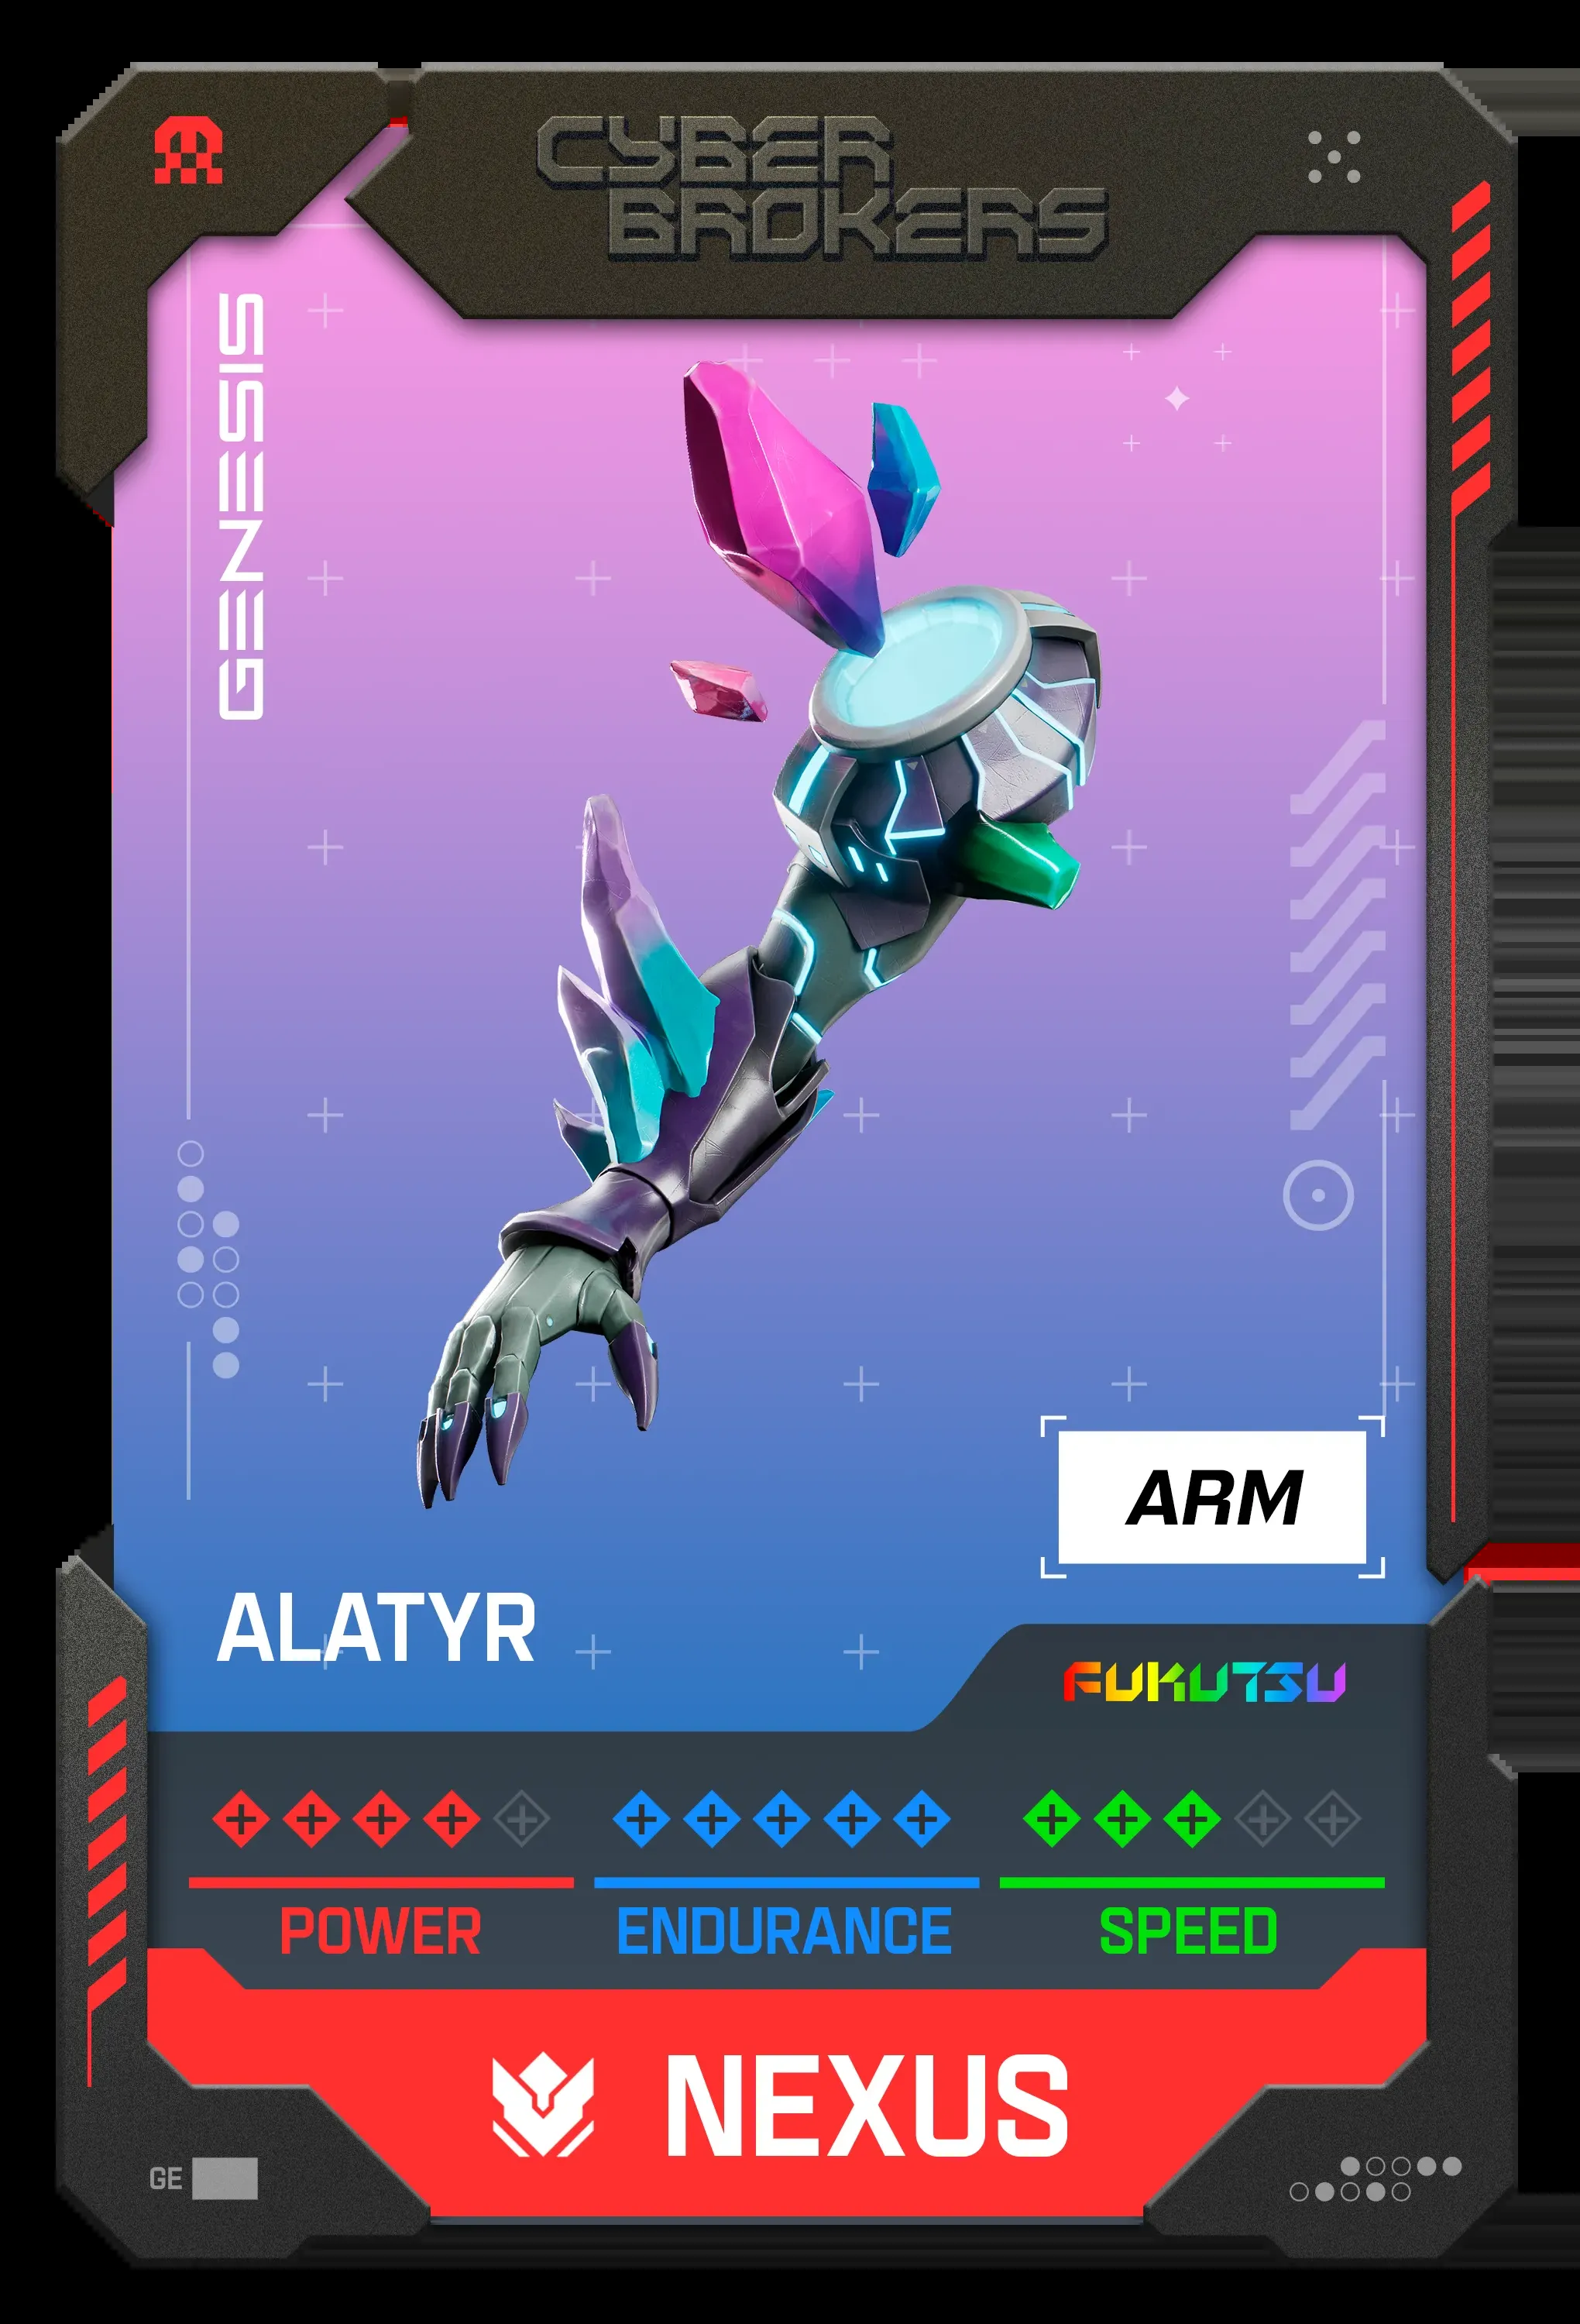 CYBER
BROKERS
GENESIS
ARM
ALATYR
FUKUTSU
POWER
ENDURANCE
SPEED
NEXUS
GE